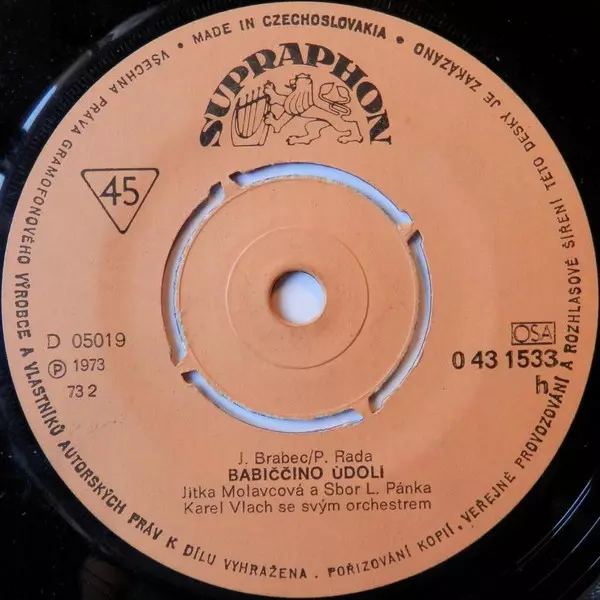 • MADE IN CZECHOSLOVAKIA •
VŠECHNA PRÁVA GRAMOFONOVÉHO VÝROBCE A VLASTNÍKŮ AUTORSKÝCH PRÁV K DÍLU VYHRAŽENA . POŘIZOVÁNÍ KOPIÍ , VEŘEJNÉ PROVOZOVÁNÍ A ROZHLASOVÉ ŠÍŘENÍ TÉTO DESKY JE ZAKÁZÁNO
SUPRAPHON
45
D 05019
Ⓟ 1973
73 2
OSA
0 43 1533
h
J. Brabec/P. Rada
BABIČČINO ÚDOLÍ
Jitka Molavcová a Sbor L. Pánka
Karel Vlach se svým orchestrem